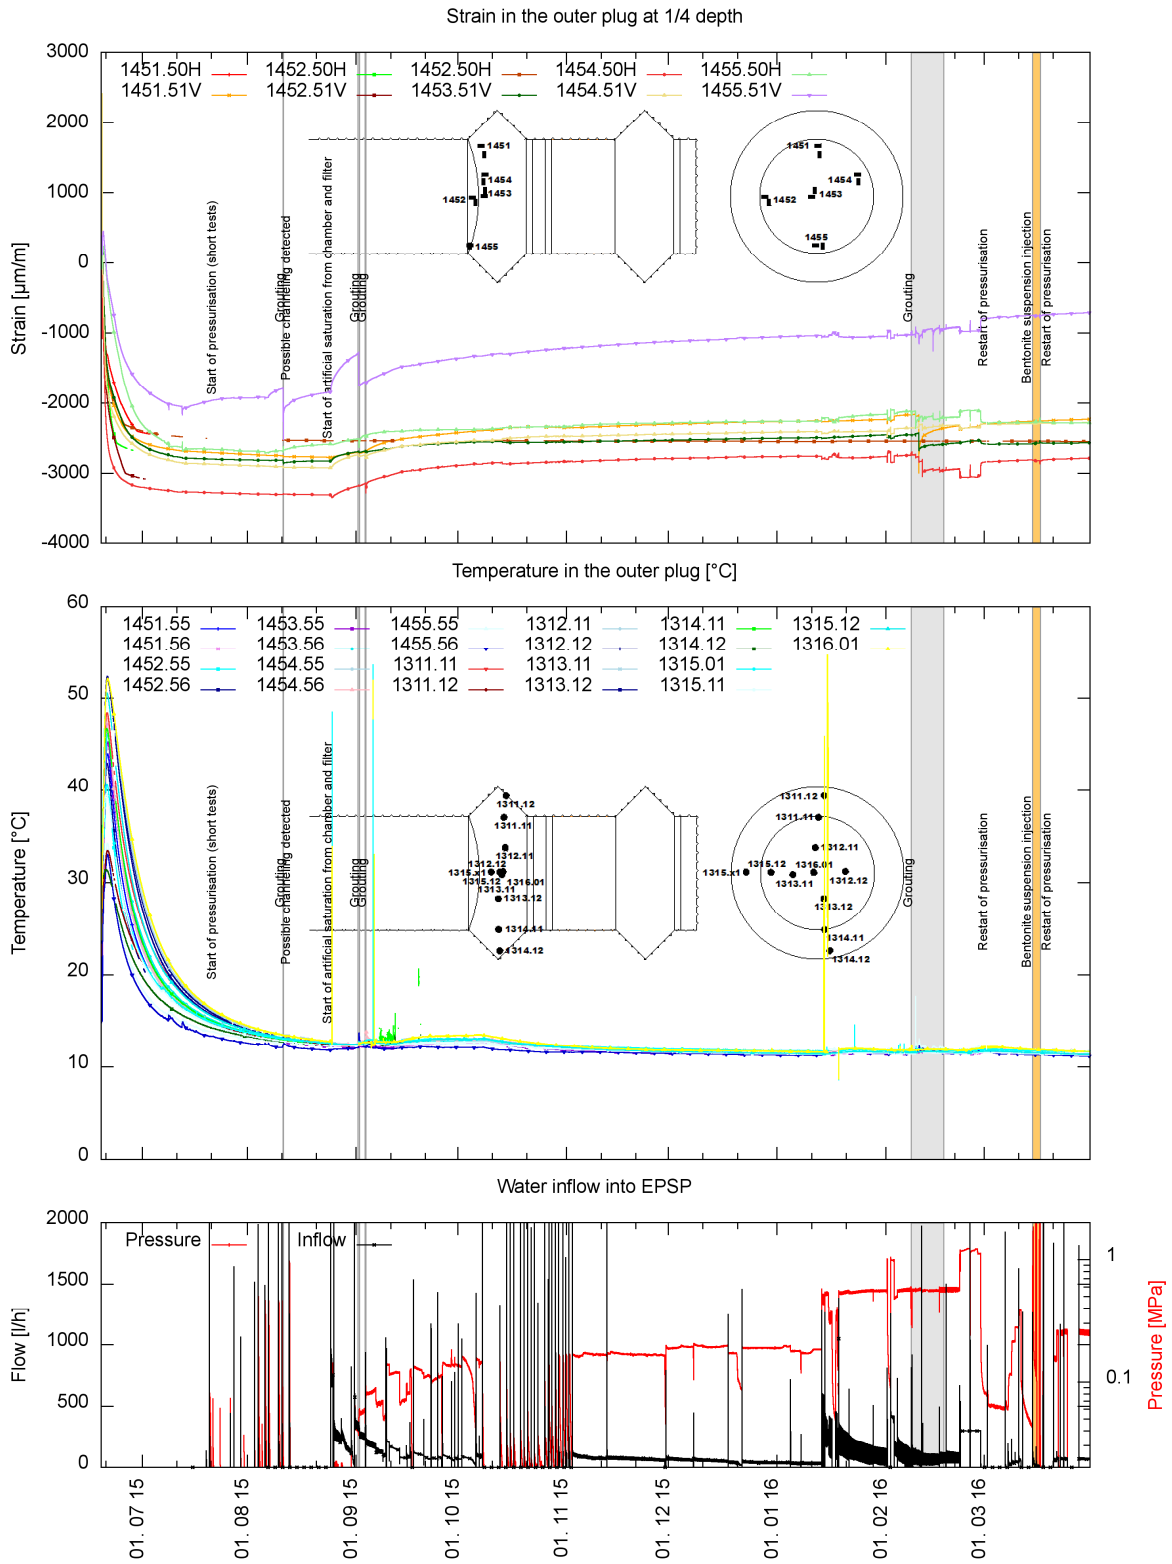 Strain in the outer plug at 1/4 depth
3000
2000
1000
0
-1000
-2000
-3000
-4000
Strain [µm/m]
1451.50H 1452.50H 1452.50H 1454.50H 1455.50H
1451.51V 1452.51V 1453.51V 1454.51V 1455.51V
1451
1454
1453
1452
1455
1451
1454
1452
1453
1455
Start of pressurisation (short tests)
Grouting
Possible channeling detected
Start of artificial saturation from chamber and filter
Grouting
Grouting
Grouting
Restart of pressurisation
Bentonite suspension injection
Restart of pressurisation
Temperature in the outer plug [°C]
60
50
40
30
20
10
0
Temperature [°C]
1451.55 1453.55 1455.55 1312.11 1314.11 1315.12
1451.56 1453.56 1455.56 1312.12 1314.12 1316.01
1452.55 1454.55 1311.11 1313.11 1315.01
1452.56 1454.56 1311.12 1313.12 1315.11
1311.12
1311.11
1312.11
1312.12
1315.x1
1315.12
1316.01
1313.11
1313.12
1314.11
1314.12
1311.12
1311.11
1312.11
1315.12
1316.01
1315.x1
1313.11
1312.12
1313.12
1314.11
1314.12
Start of pressurisation (short tests)
Grouting
Possible channeling detected
Start of artificial saturation from chamber and filter
Grouting
Grouting
Grouting
Restart of pressurisation
Bentonite suspension injection
Restart of pressurisation
Water inflow into EPSP
2000
1500
1000
500
0
Flow [l/h]
Pressure Inflow
1
0.1
Pressure [MPa]
01. 07 15
01. 08 15
01. 09 15
01. 10 15
01. 11 15
01. 12 15
01. 01 16
01. 02 16
01. 03 16